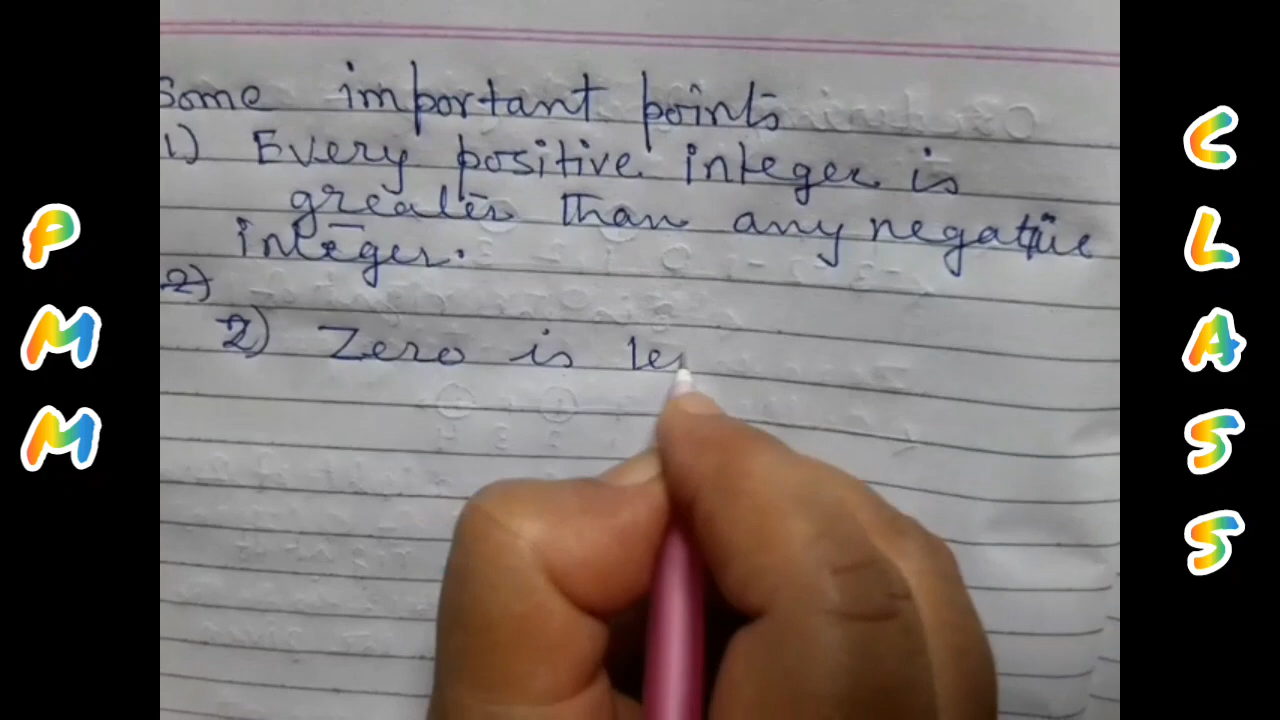 PMM
Some important points
1) Every positive integer is
greater than any negative
integer.
2)
2) Zero is les
CLASS